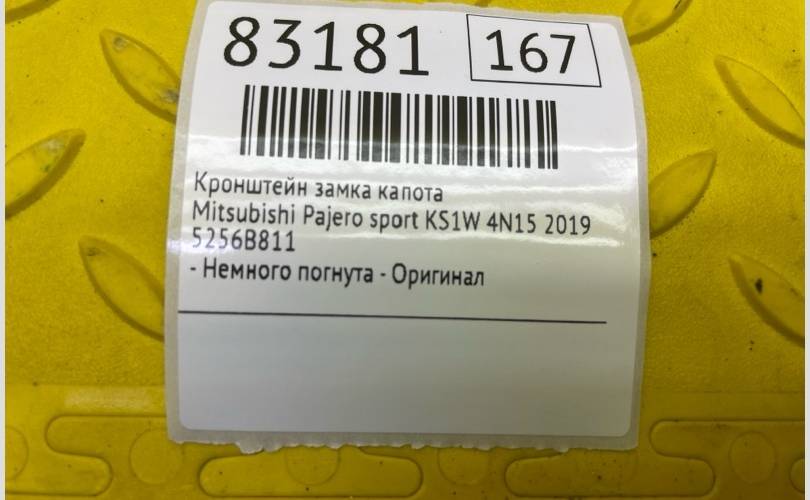 83181 167
Кронштейн замка капота
Mitsubishi Pajero sport KS1W 4N15 2019
5256B811
- Немного погнута - Оригинал